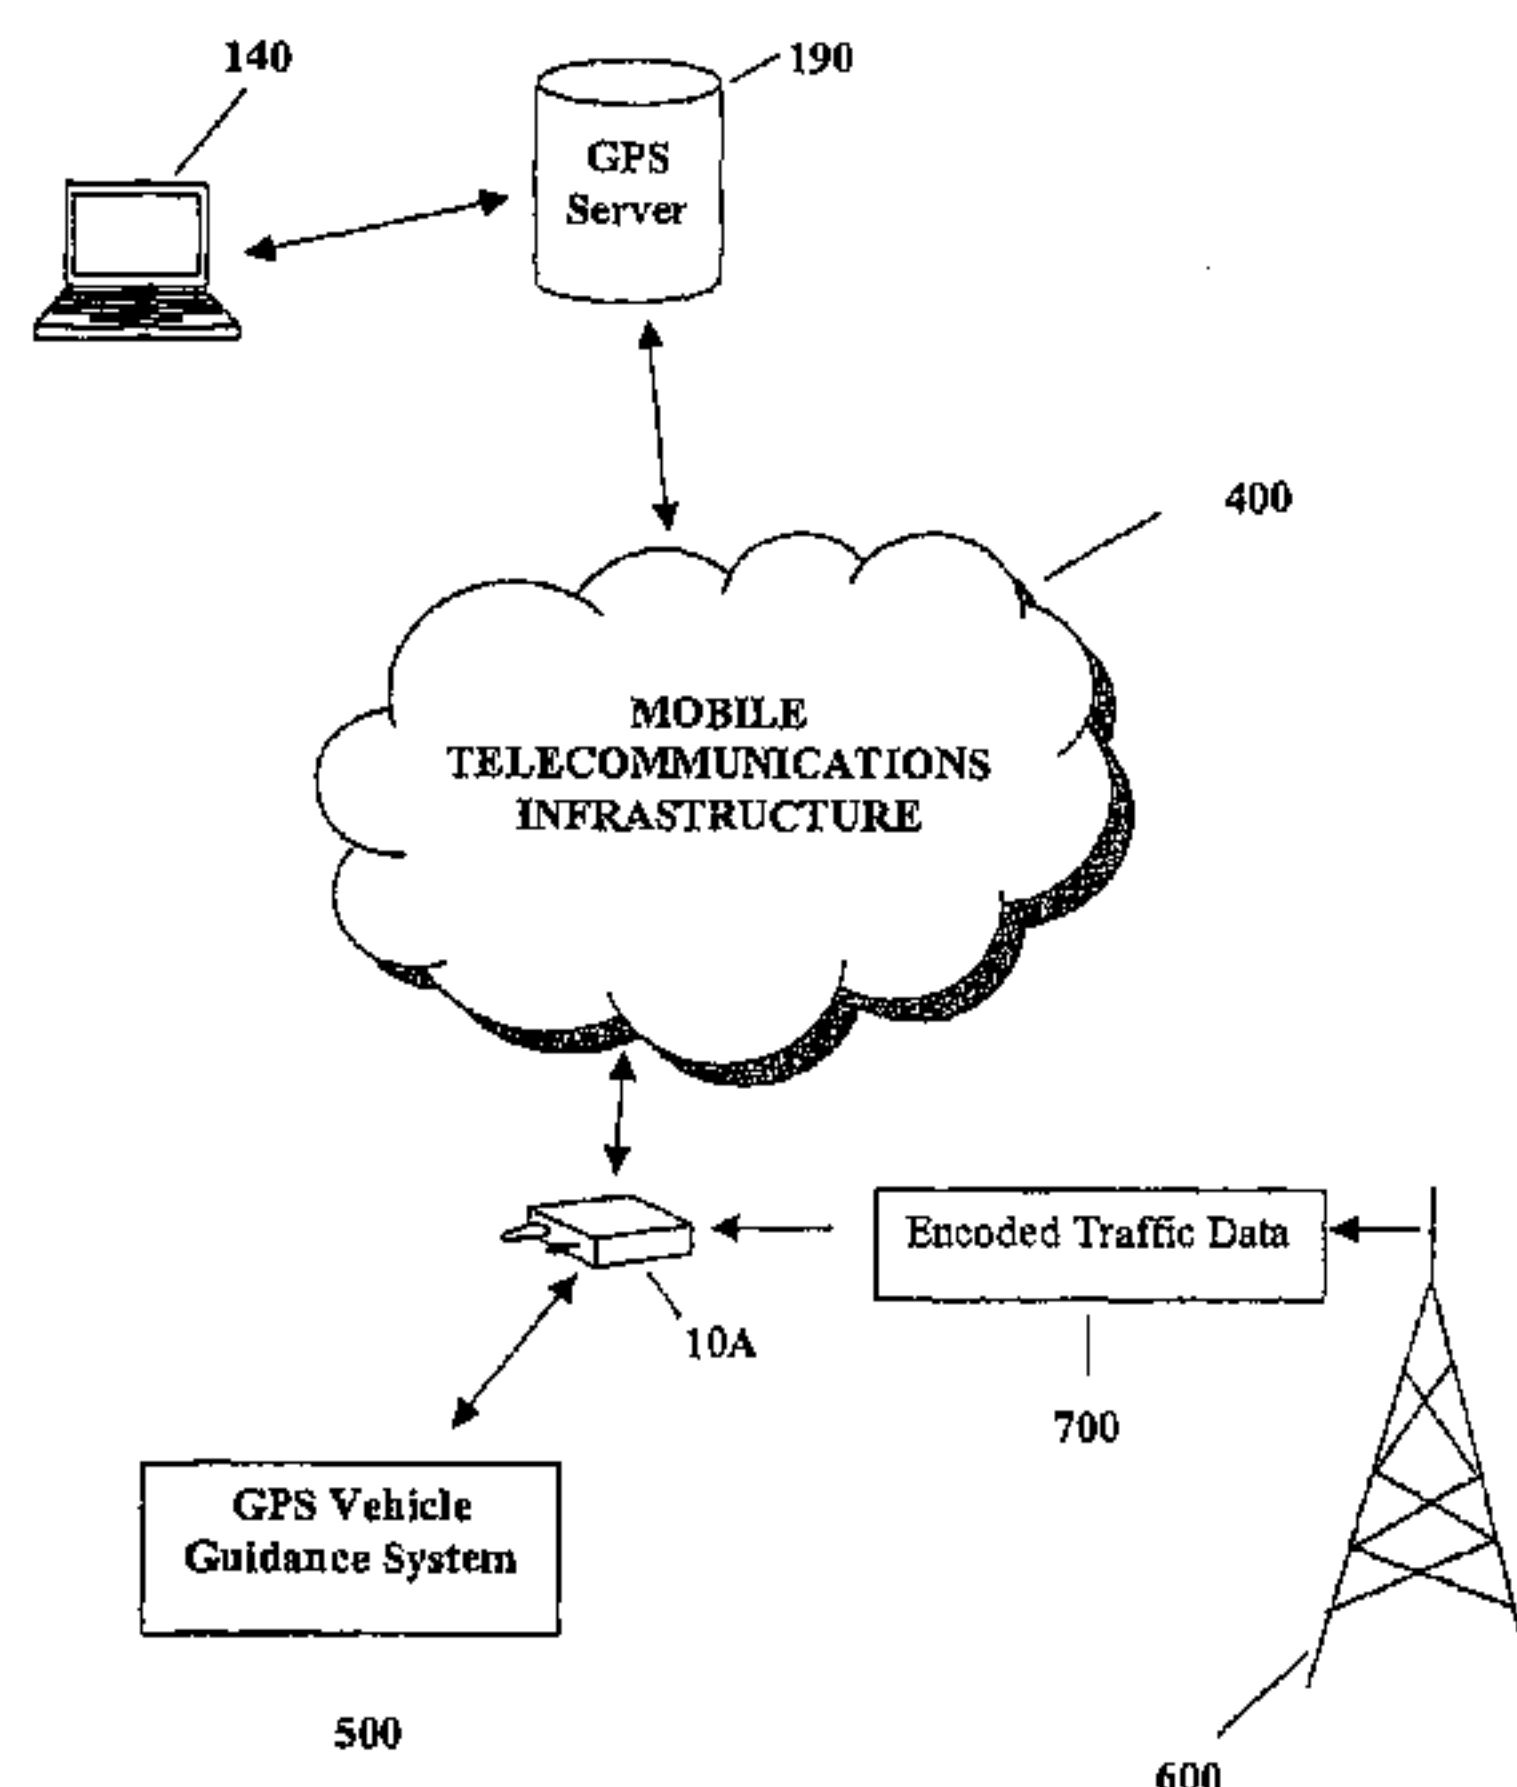 140
190
GPS
Server
400
MOBILE
TELECOMMUNICATIONS
INFRASTRUCTURE
Encoded Traffic Data
10A
700
GPS Vehicle
Guidance System
500
600